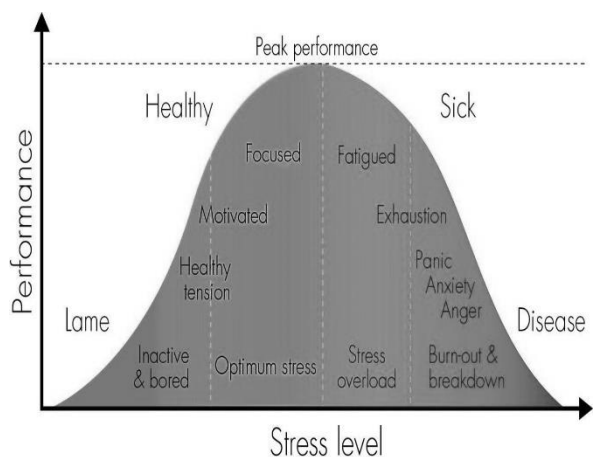 Peak performance
Healthy
Sick
Focused
Fatigued
Motivated
Exhaustion
Healthy
tension
Panic
Anxiety
Anger
Lame
Disease
Inactive
& bored
Optimum stress
Stress
overload
Burn-out &
breakdown
Performance
Stress level